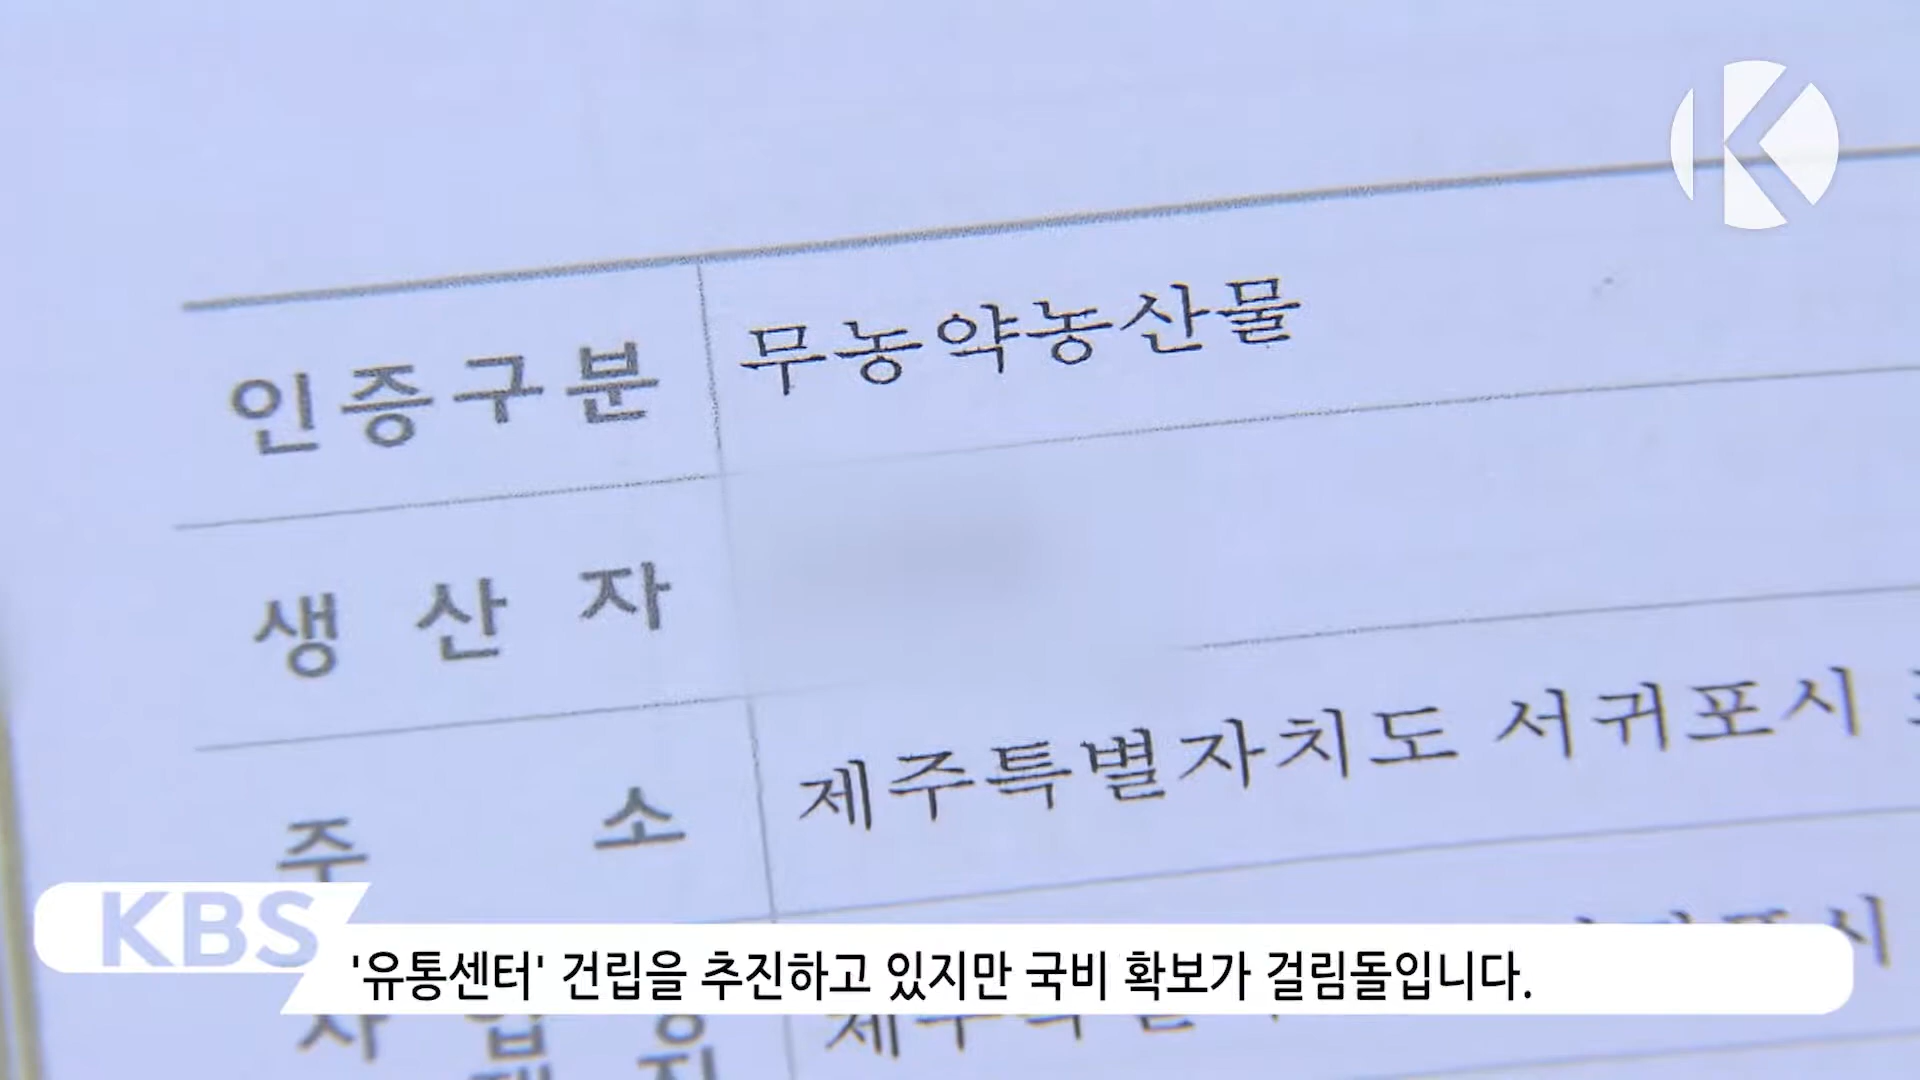 인증구분 무농약농산물
생산자
주소 제주특별자치도 서귀포시
KBS
'유통센터' 건립을 추진하고 있지만 국비 확보가 걸림돌입니다.